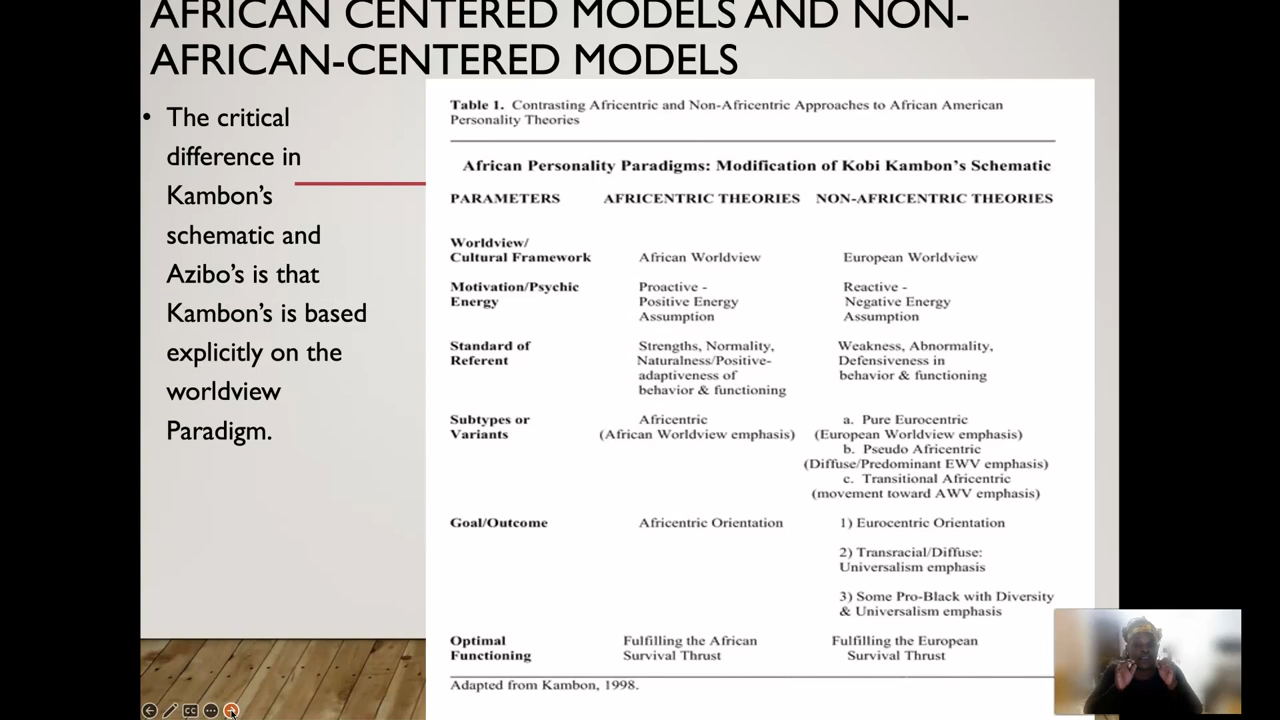 AFRICAN CENTERED MODELS AND NON-
AFRICAN-CENTERED MODELS
• The critical
difference in
Kambon's
schematic and
Azibo's is that
Kambon's is based
explicitly on the
worldview
Paradigm.
Table 1. Contrasting Africentric and Non-Africentric Approaches to African American
Personality Theories
African Personality Paradigms: Modification of Kobi Kambon's Schematic
PARAMETERS AFRICENTRIC THEORIES NON-AFRICENTRIC THEORIES
Worldview/
Cultural Framework African Worldview European Worldview
Motivation/Psychic Proactive - Reactive -
Energy Positive Energy Negative Energy
Assumption Assumption
Standard of Strengths, Normality, Weakness, Abnormality,
Referent Naturalness/Positive- Defensiveness in
adaptiveness of behavior & functioning
behavior & functioning
Subtypes or Africentric a. Pure Eurocentric
Variants (African Worldview emphasis) (European Worldview emphasis)
b. Pseudo Africentric
(Diffuse/Predominant EWV emphasis)
c. Transitional Africentric
(movement toward AWV emphasis)
Goal/Outcome Africentric Orientation 1) Eurocentric Orientation
2) Transracial/Diffuse:
Universalism emphasis
3) Some Pro-Black with Diversity
& Universalism emphasis
Optimal Fulfilling the African Fulfilling the European
Functioning Survival Thrust Survival Thrust
Adapted from Kambon, 1998.
CC